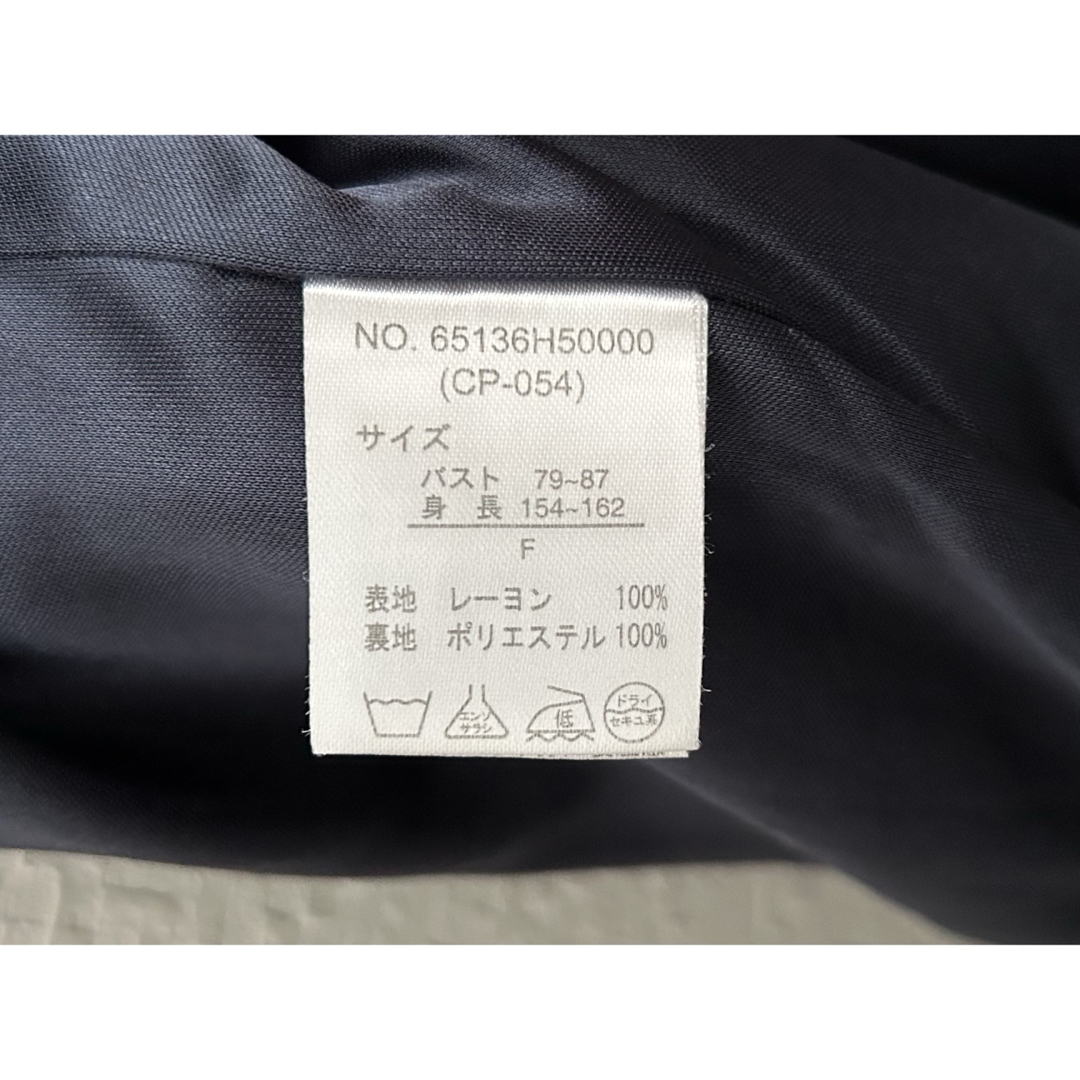 NO. 65136H50000
(CP-054)
サイズ
バスト 79~87
身 長 154~162
F
表地 レーヨン 100%
裏地 ポリエステル 100%
エンソ
サラシ
低
ドライ
セキユ系